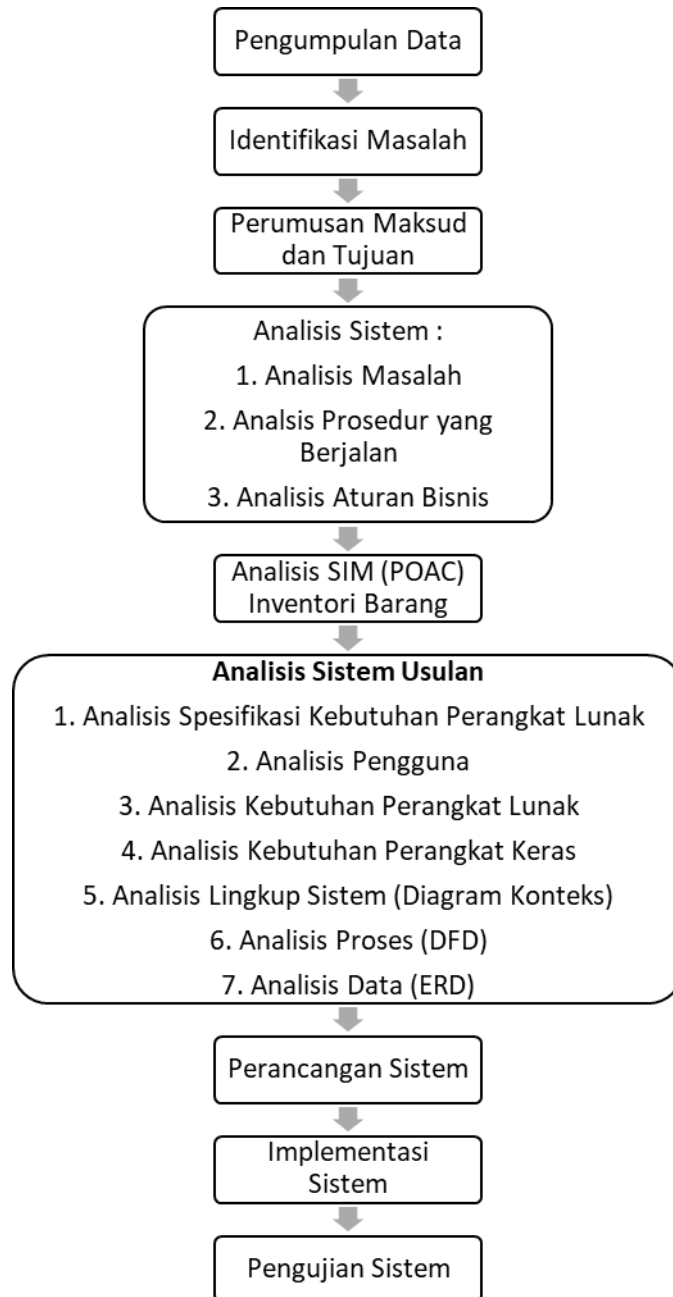 Pengumpulan Data
Identifikasi Masalah
Perumusan Maksud
dan Tujuan
Analisis Sistem :
1. Analisis Masalah
2. Analsis Prosedur yang
Berjalan
3. Analisis Aturan Bisnis
Analisis SIM (POAC)
Inventori Barang
Analisis Sistem Usulan
1. Analisis Spesifikasi Kebutuhan Perangkat Lunak
2. Analisis Pengguna
3. Analisis Kebutuhan Perangkat Lunak
4. Analisis Kebutuhan Perangkat Keras
5. Analisis Lingkup Sistem (Diagram Konteks)
6. Analisis Proses (DFD)
7. Analisis Data (ERD)
Perancangan Sistem
Implementasi
Sistem
Pengujian Sistem